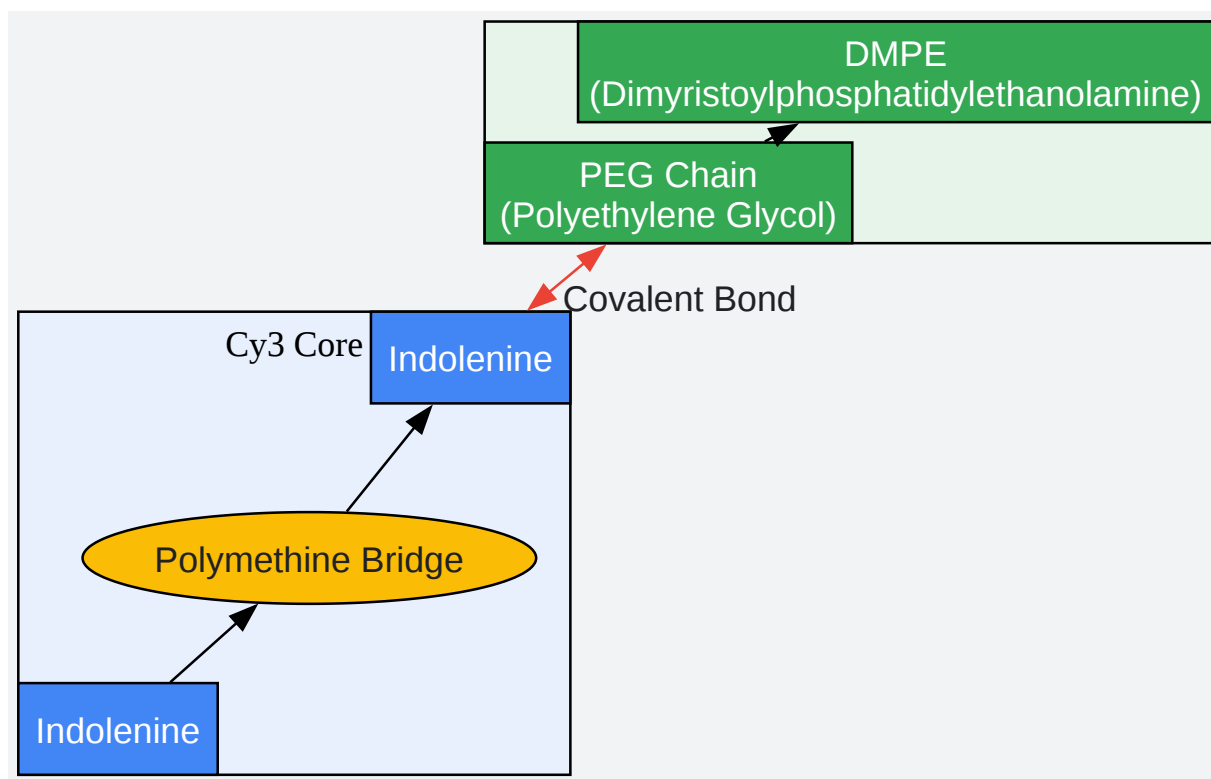 DMPE
(Dimyristoylphosphatidylethanolamine)
PEG Chain
(Polyethylene Glycol)
Covalent Bond
Cy3 Core
Indolenine
Polymethine Bridge
Indolenine